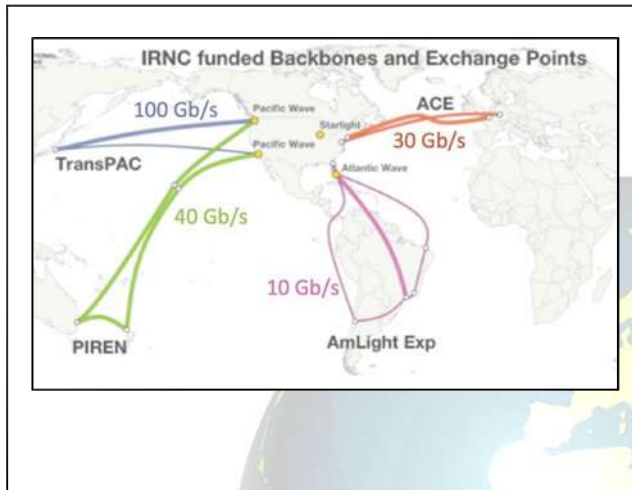 IRNC funded Backbones and Exchange Points
100 Gb/s
Pacific Wave
ACE
Starlight
30 Gb/s
TransPAC
Pacific Wave
Atlantic Wave
40 Gb/s
10 Gb/s
PIREN
AmLight Exp